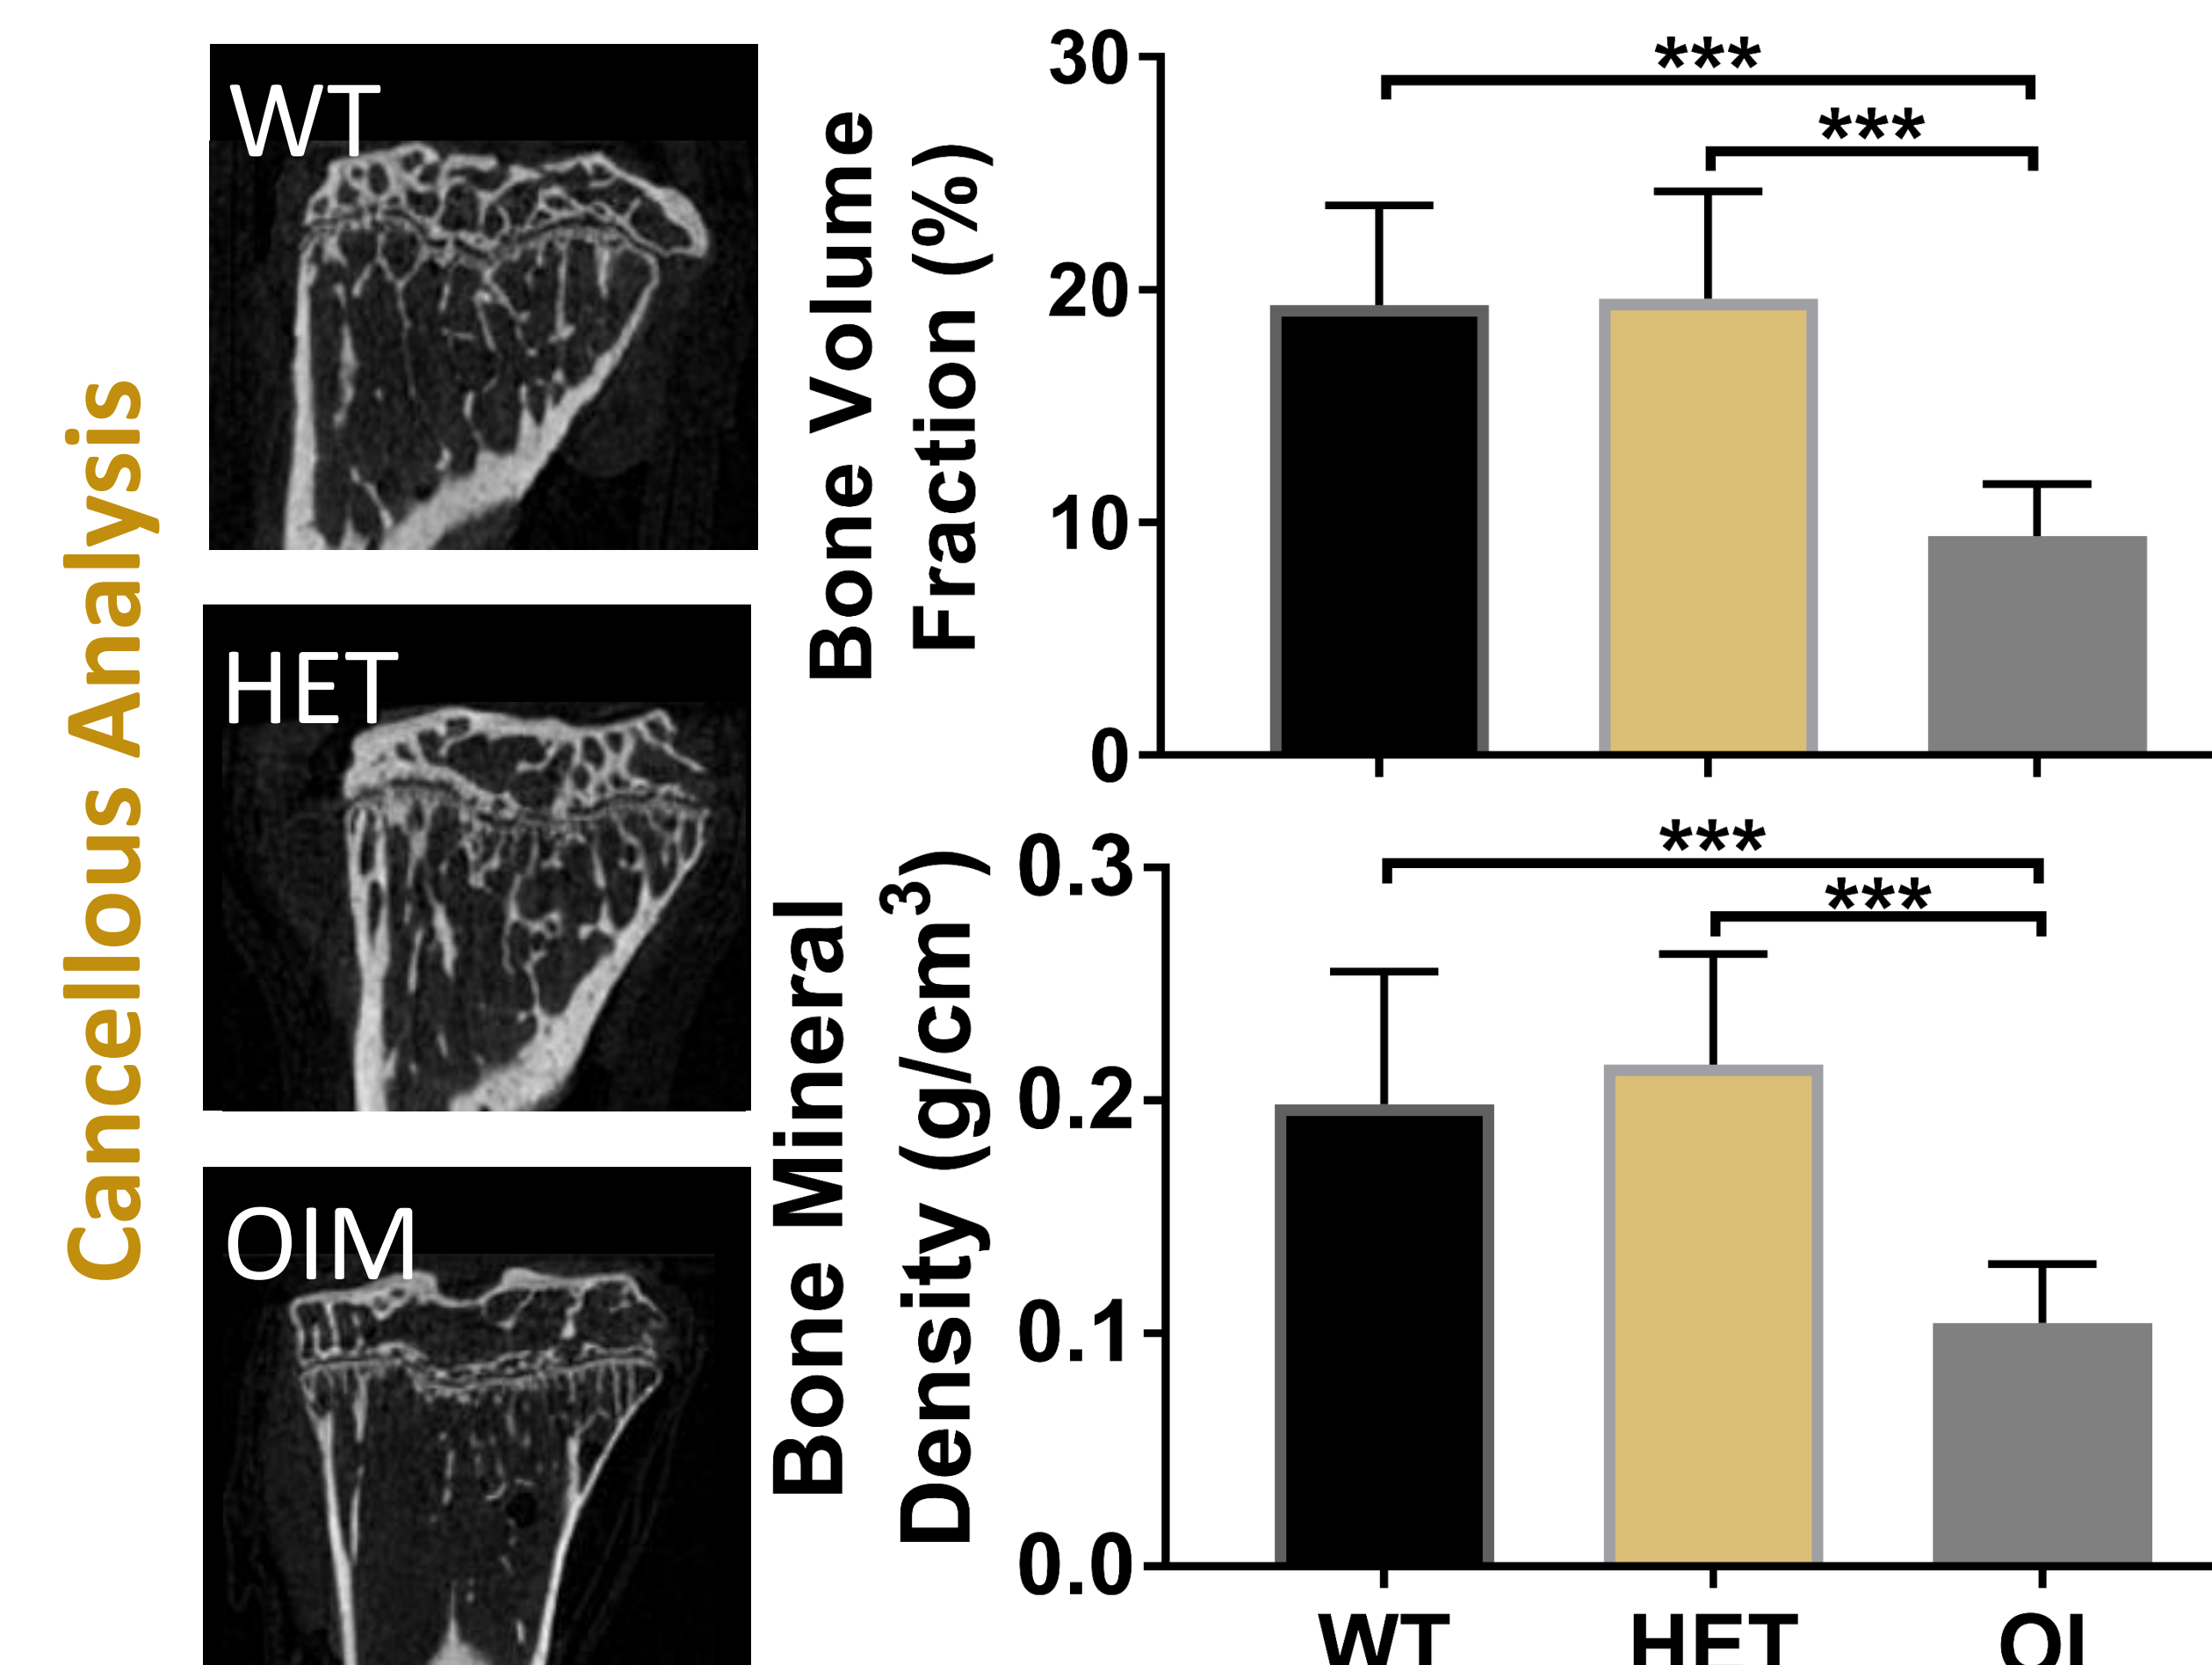 Cancellous Analysis
WT
HET
OIM
Bone Volume
Fraction (%)
30
20
10
0
***
***
Bone Mineral
Density (g/cm³)
0.3
0.2
0.1
0.0
***
***
WT
HET
OI